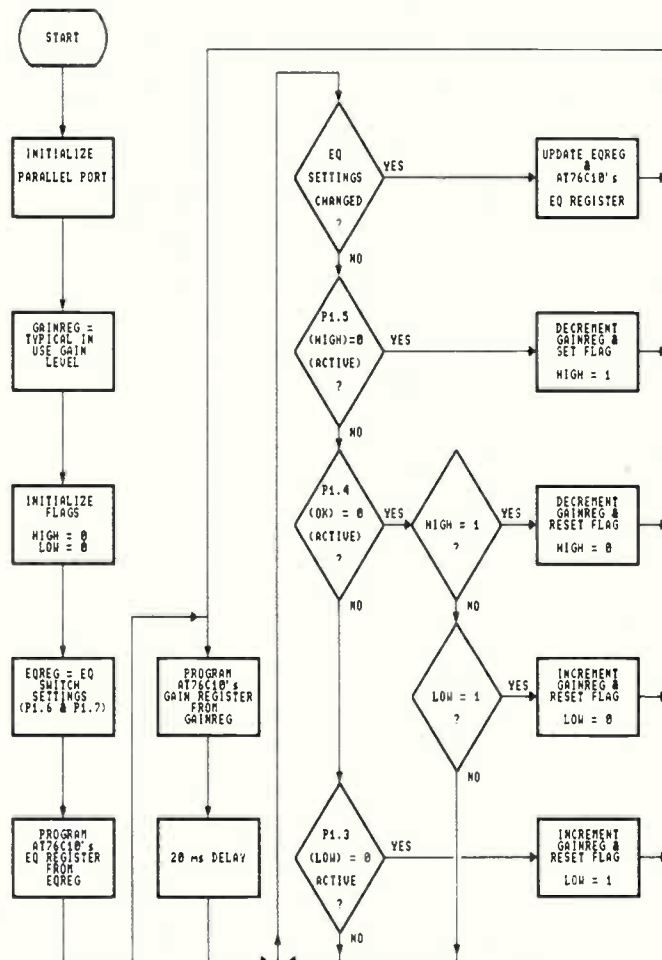 START
INITIALIZE
PARALLEL PORT
GAINREG =
TYPICAL IN
USE GAIN
LEVEL
INITIALIZE
FLAGS
HIGH = 0
LOW = 0
EQREG = EQ
SWITCH
SETTINGS
(P1.6 & P1.7)
PROGRAM
AT76C10's
EQ REGISTER
FROM
EQREG
PROGRAM
AT76C10's
GAIN REGISTER
FROM
GAINREG
20 ms DELAY
EQ
SETTINGS
CHANGED
?
YES
NO
UPDATE EQREG
&
AT76C10's
EQ REGISTER
P1.5
(HIGH)=0
(ACTIVE)
?
YES
NO
DECREMENT
GAINREG &
SET FLAG
HIGH = 1
P1.4
(OK) = 0
(ACTIVE)
?
YES
NO
HIGH = 1
?
YES
NO
DECREMENT
GAINREG &
RESET FLAG
HIGH = 0
LOW = 1
?
YES
NO
INCREMENT
GAINREG &
RESET FLAG
LOW = 0
P1.3
(LOW) = 0
ACTIVE
?
YES
NO
INCREMENT
GAINREG &
RESET FLAG
LOW = 1